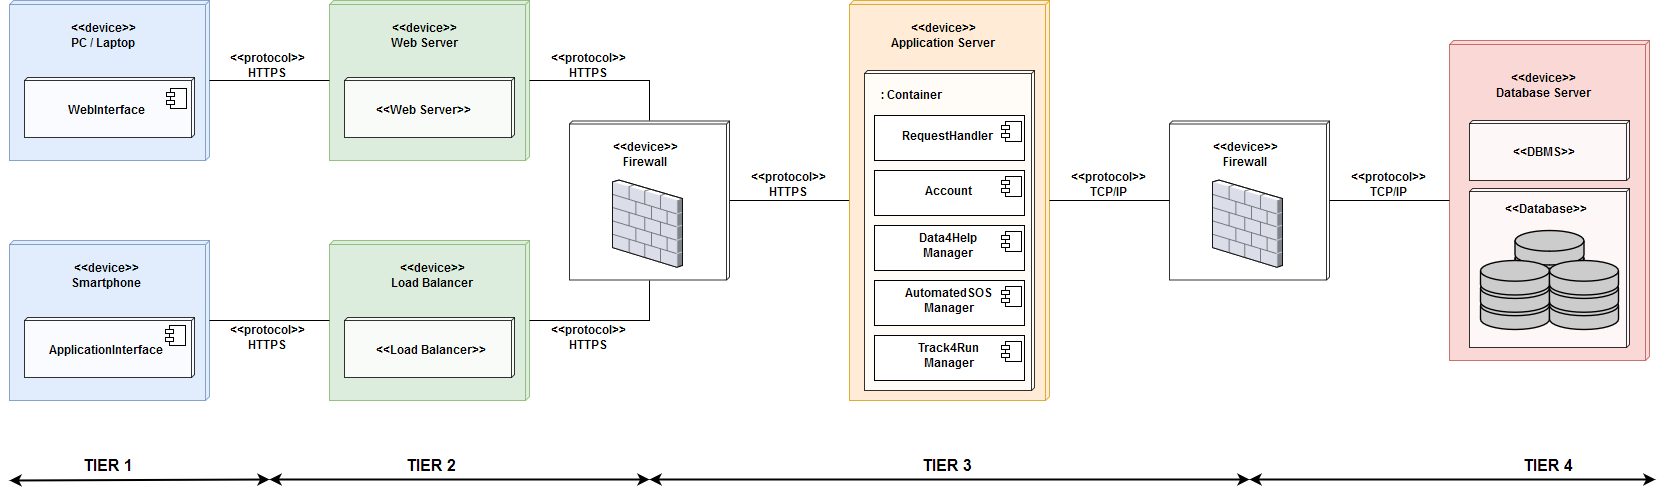 <<device>>
PC / Laptop
WebInterface
<<protocol>>
HTTPS
<<device>>
Web Server
<<Web Server>>
<<protocol>>
HTTPS
<<device>>
Smartphone
ApplicationInterface
<<protocol>>
HTTPS
<<device>>
Load Balancer
<<Load Balancer>>
<<protocol>>
HTTPS
<<device>>
Firewall
<<protocol>>
HTTPS
<<device>>
Application Server
: Container
RequestHandler
Account
Data4Help
Manager
AutomatedSOS
Manager
Track4Run
Manager
<<protocol>>
TCP/IP
<<device>>
Firewall
<<protocol>>
TCP/IP
<<device>>
Database Server
<<DBMS>>
<<Database>>
TIER 1
TIER 2
TIER 3
TIER 4